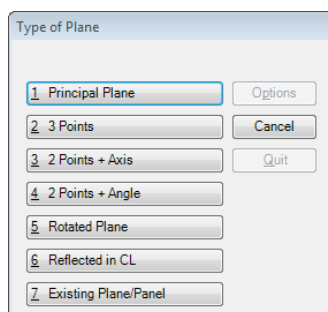 Type of Plane
1 Principal Plane
Options
2 3 Points
Cancel
3 2 Points + Axis
Quit
4 2 Points + Angle
5 Rotated Plane
6 Reflected in CL
7 Existing Plane/Panel